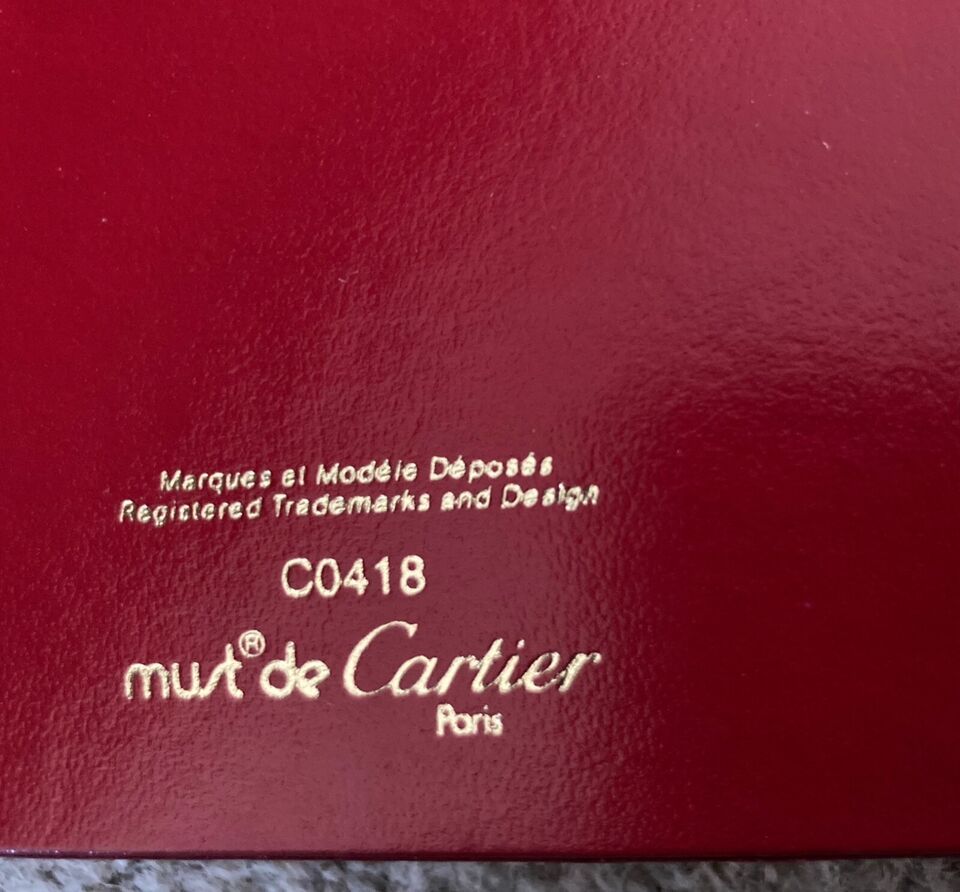 Marques et Modèle Déposés
Registered Trademarks and Design
C0418
must® de Cartier
Paris